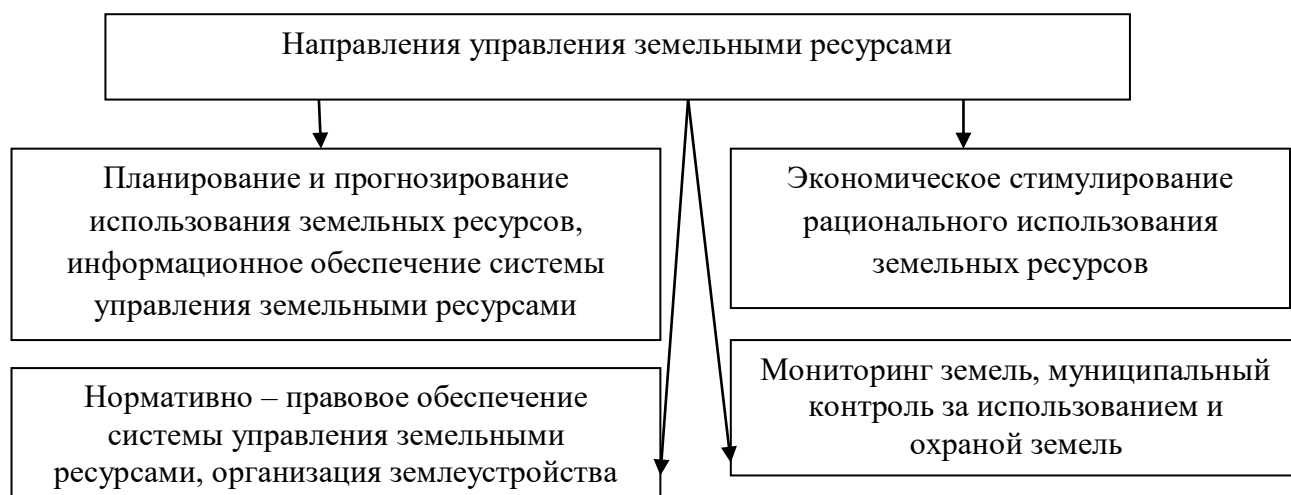 Направления управления земельными ресурсами
Планирование и прогнозирование
использования земельных ресурсов,
информационное обеспечение системы
управления земельными ресурсами
Экономическое стимулирование
рационального использования
земельных ресурсов
Нормативно – правовое обеспечение
системы управления земельными
ресурсами, организация землеустройства
Мониторинг земель, муниципальный
контроль за использованием и
охраной земель